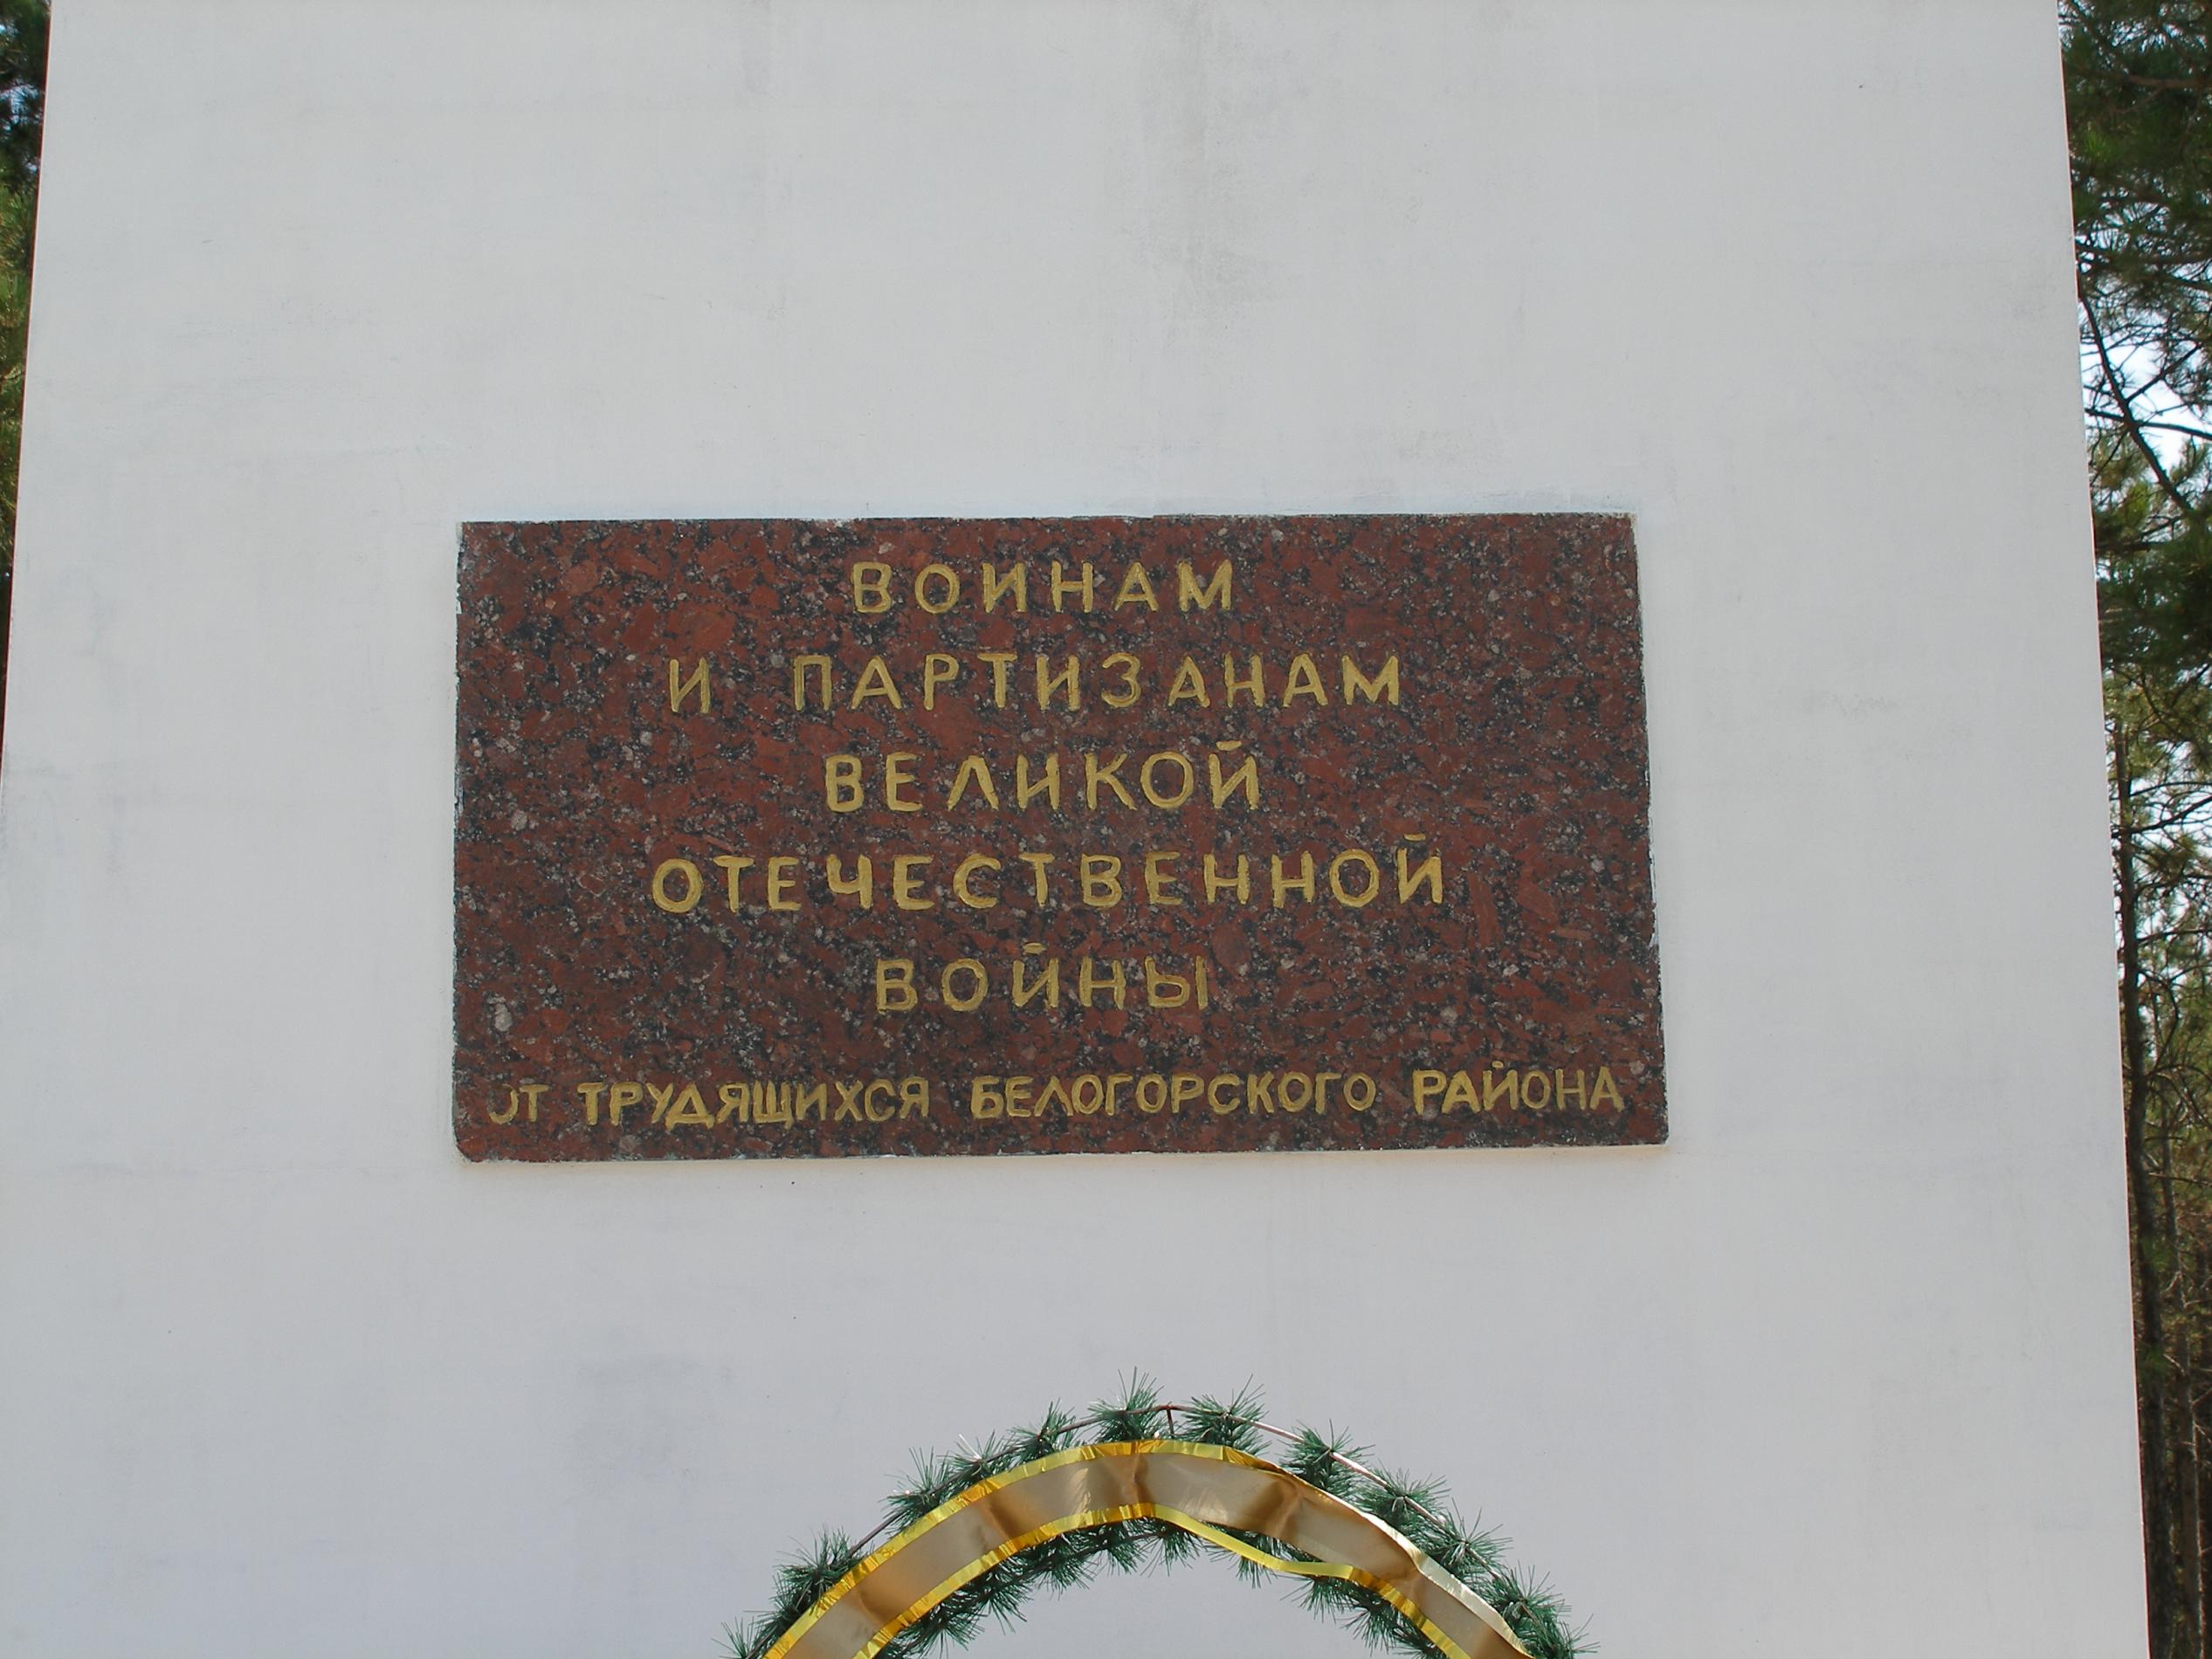 ВОИНАМ
И ПАРТИЗАНАМ
ВЕЛИКОЙ
ОТЕЧЕСТВЕННОЙ
ВОЙНЫ
ОТ ТРУДЯЩИХСЯ БЕЛОГОРСКОГО РАЙОНА